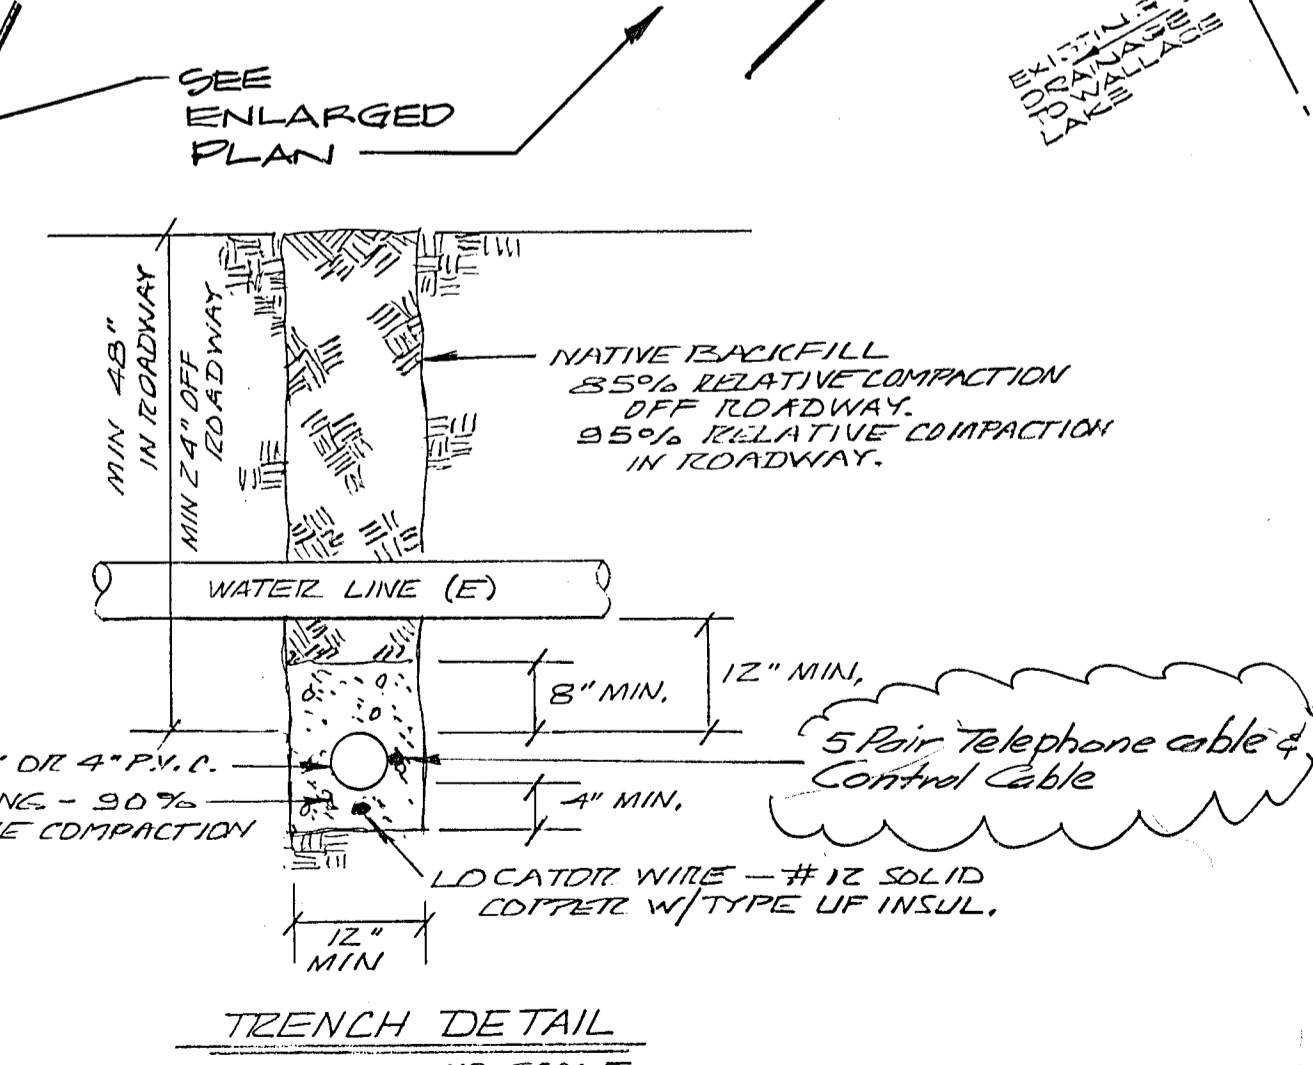 SEE
ENLARGED
PLAN
DRAINAGE
WALLACE
LAKE
MIN 48"
IN ROADWAY
MIN 24" OFF
ROADWAY
NATIVE BACKFILL
85% RELATIVE COMPACTION
OFF ROADWAY.
95% RELATIVE COMPACTION
IN ROADWAY.
WATER LINE (E)
8" MIN.
12" MIN.
5 Pair Telephone cable &
Control Cable
" OR 4" P.V.C.
NG - 90%
E COMPACTION
4" MIN.
LOCATOR WIRE - #12 SOLID
COPPER W/TYPE UF INSUL.
12"
MIN
TRENCH DETAIL